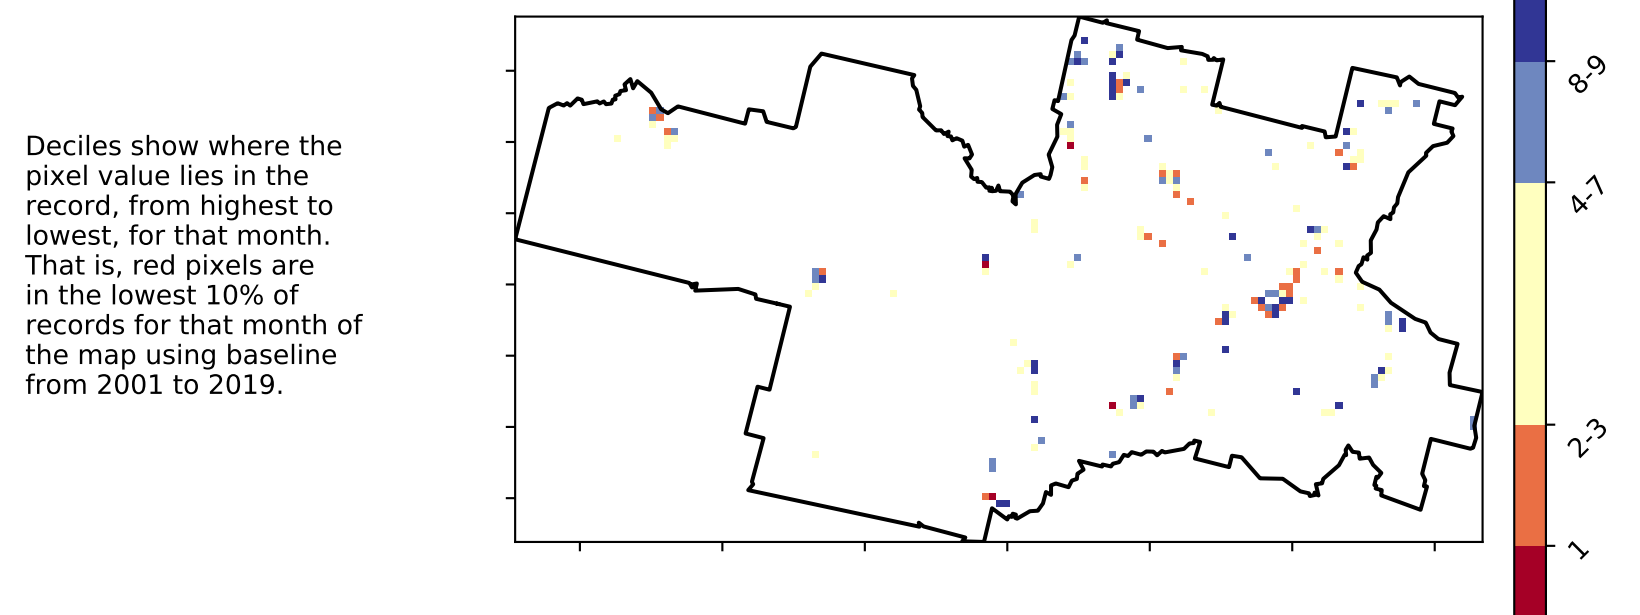 Deciles show where the
pixel value lies in the
record, from highest to
lowest, for that month.
That is, red pixels are
in the lowest 10% of
records for that month of
the map using baseline
from 2001 to 2019.
8-9
4-7
2-3
1